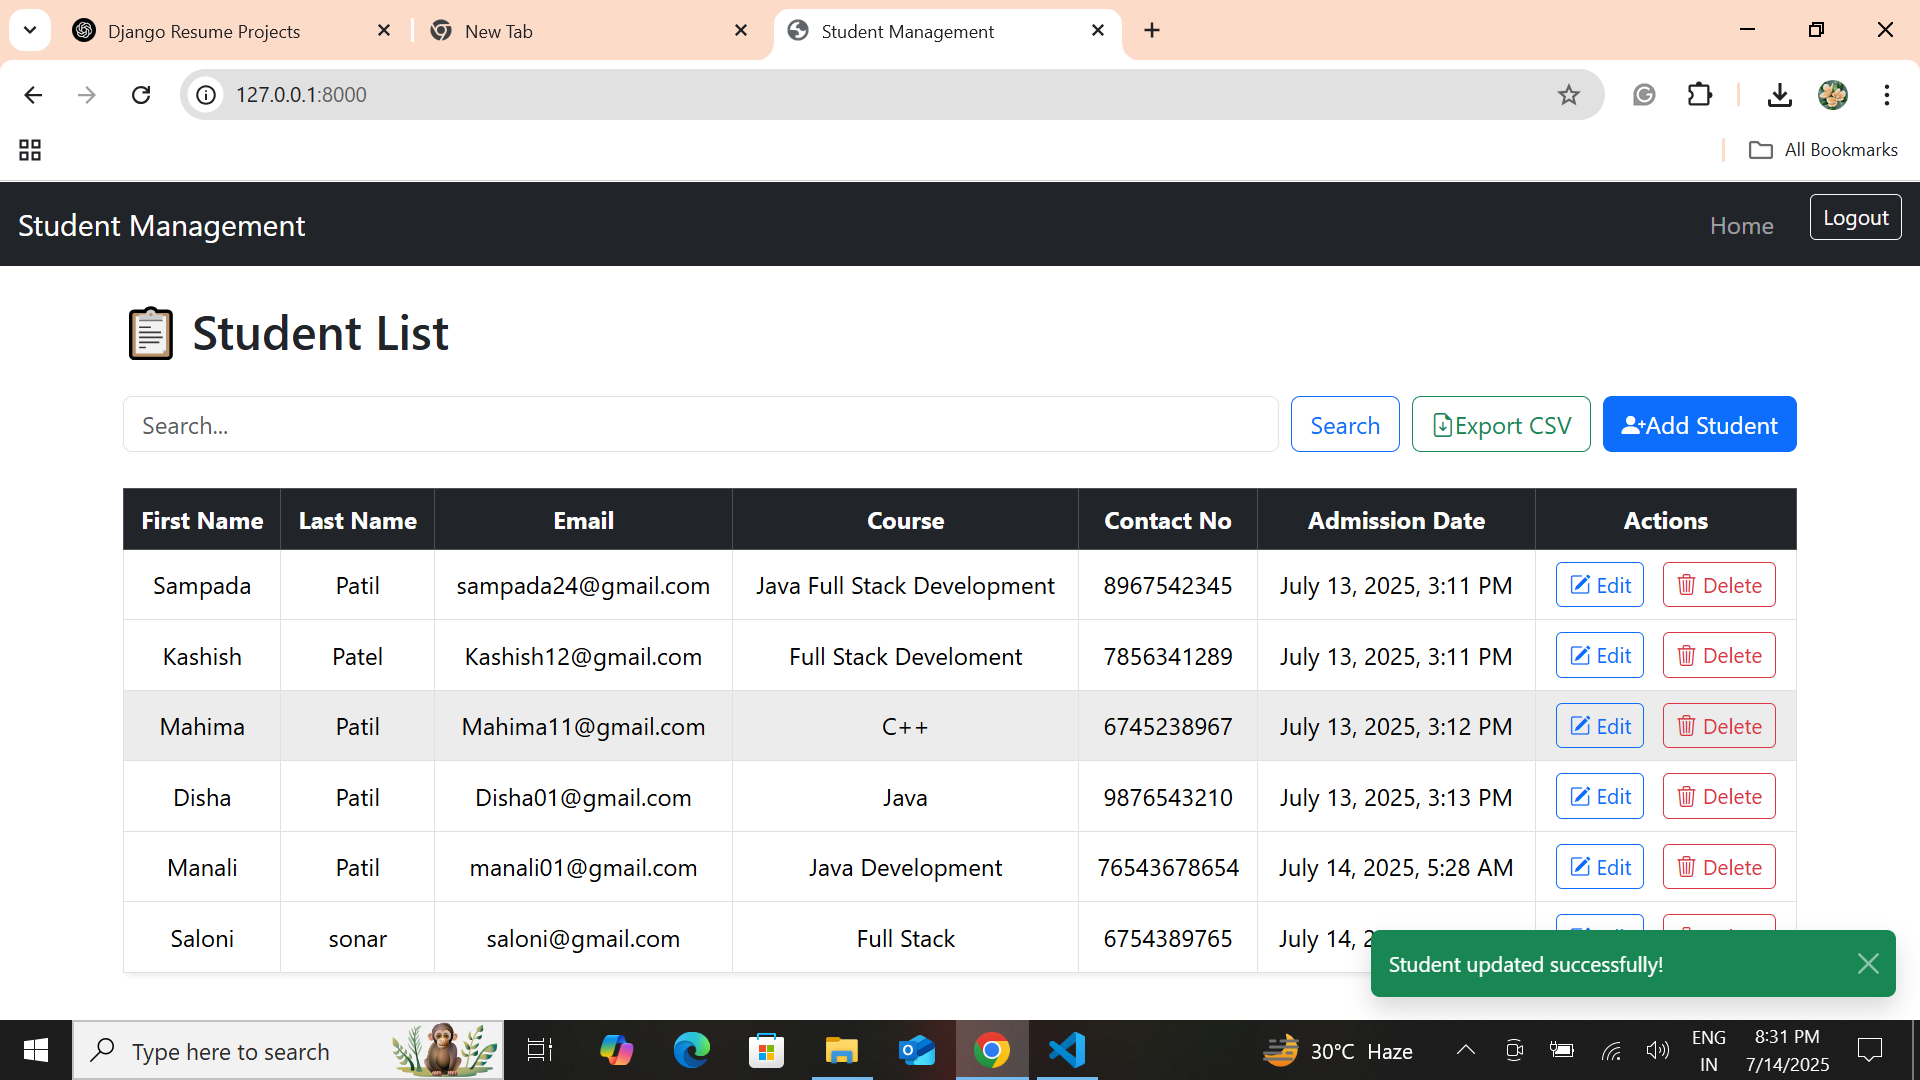 Django Resume Projects
New Tab
Student Management
127.0.0.1:8000
All Bookmarks
Student Management
Home
Logout
Student List
Search...
Search
Export CSV
Add Student
First Name Last Name Email Course Contact No Admission Date Actions
Sampada Patil sampada24@gmail.com Java Full Stack Development 8967542345 July 13, 2025, 3:11 PM Edit Delete
Kashish Patel Kashish12@gmail.com Full Stack Develoment 7856341289 July 13, 2025, 3:11 PM Edit Delete
Mahima Patil Mahima11@gmail.com C++ 6745238967 July 13, 2025, 3:12 PM Edit Delete
Disha Patil Disha01@gmail.com Java 9876543210 July 13, 2025, 3:13 PM Edit Delete
Manali Patil manali01@gmail.com Java Development 76543678654 July 14, 2025, 5:28 AM Edit Delete
Saloni sonar saloni@gmail.com Full Stack 6754389765 July 14,
Student updated successfully!
Type here to search
30°C Haze
ENG
IN
8:31 PM
7/14/2025